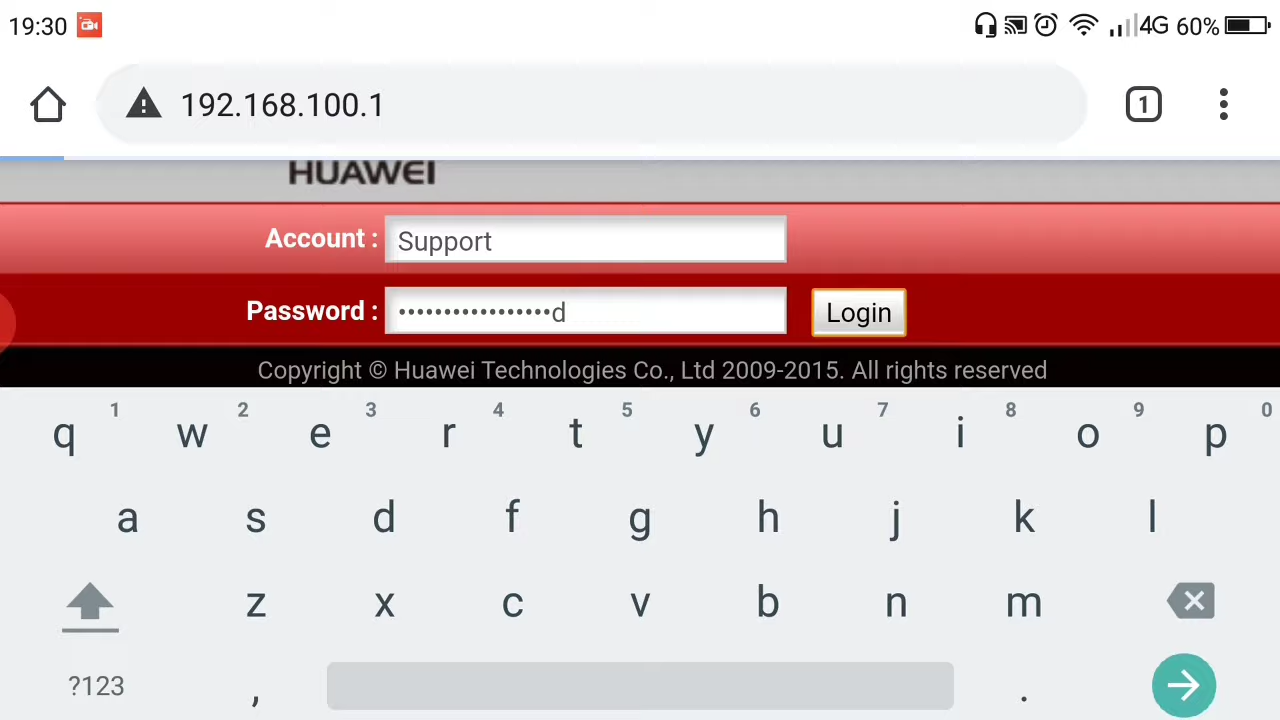 19:30 4G 60%
192.168.100.1 1
HUAWEI
Account : Support
Password : •••••••••••••••••d Login
Copyright © Huawei Technologies Co., Ltd 2009-2015. All rights reserved
1 2 3 4 5 6 7 8 9 0
q w e r t y u i o p
a s d f g h j k l
z x c v b n m
?123 , .